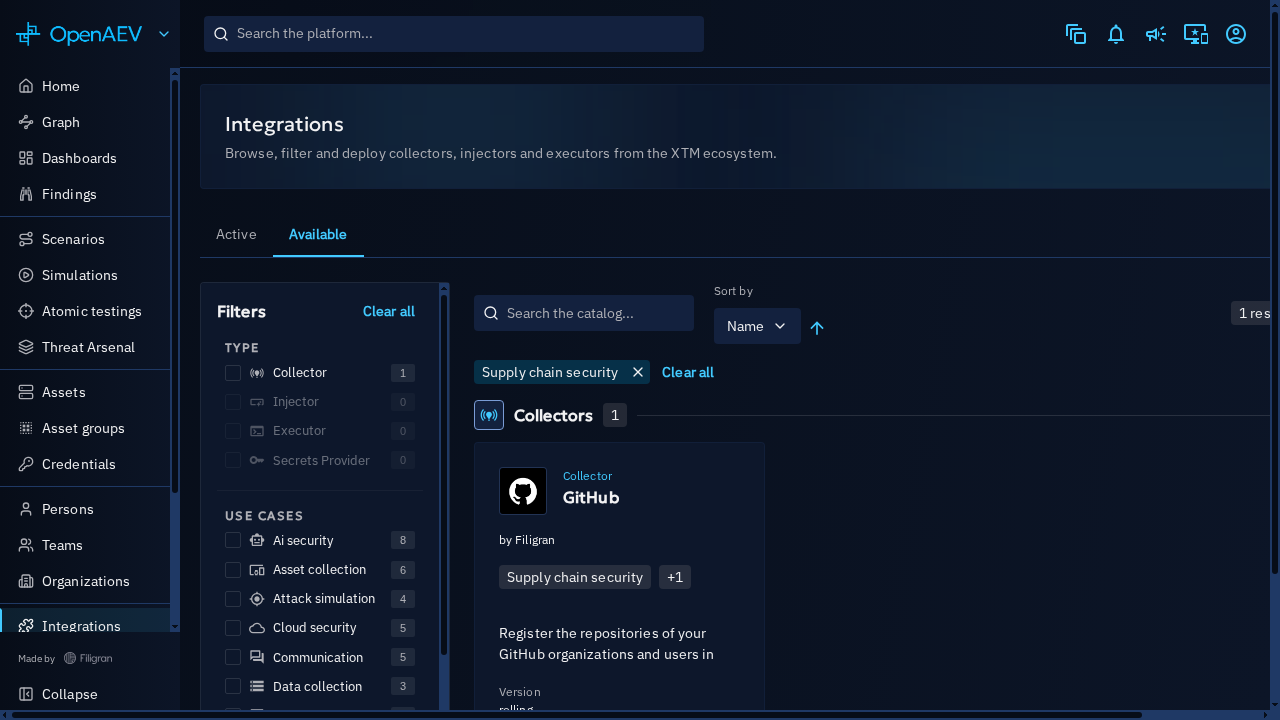 OpenAEV
Search the platform...
Home
Graph
Dashboards
Findings
Scenarios
Simulations
Atomic testings
Threat Arsenal
Assets
Asset groups
Credentials
Persons
Teams
Organizations
Integrations
Made by Filigran
Collapse
Integrations
Browse, filter and deploy collectors, injectors and executors from the XTM ecosystem.
Active
Available
Filters
Clear all
TYPE
Collector 1
Injector 0
Executor 0
Secrets Provider 0
USE CASES
Ai security 8
Asset collection 6
Attack simulation 4
Cloud security 5
Communication 5
Data collection 3
Search the catalog...
Sort by
Name
1 res
Supply chain security
Clear all
Collectors 1
Collector
GitHub
by Filigran
Supply chain security +1
Register the repositories of your
GitHub organizations and users in
Version
rolling